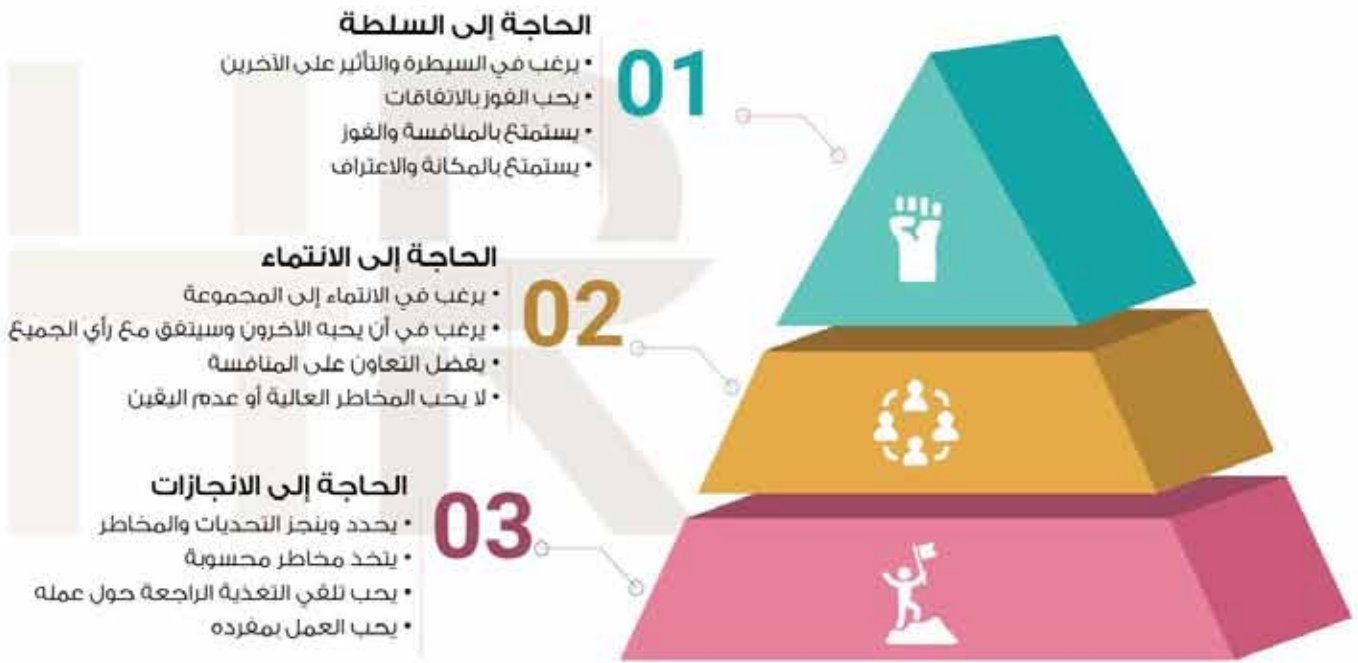 الحاجة إلى السلطة
01
• يرغب في السيطرة والتأثير على الآخرين
• يحب الفوز بالاتفاقات
• يستمتع بالمنافسة والفوز
• يستمتع بالمكانة والاعتراف
الحاجة إلى الانتماء
02
• يرغب في الانتماء إلى المجموعة
• يرغب في أن يحبه الآخرون وسيتفق مع رأي الجميع
• يفضل التعاون على المنافسة
• لا يحب المخاطر العالية أو عدم اليقين
الحاجة إلى الانجازات
03
• يحدد وينجز التحديات والمخاطر
• يتخذ مخاطر محسوبة
• يحب تلقي التغذية الراجعة حول عمله
• يحب العمل بمفرده
HR